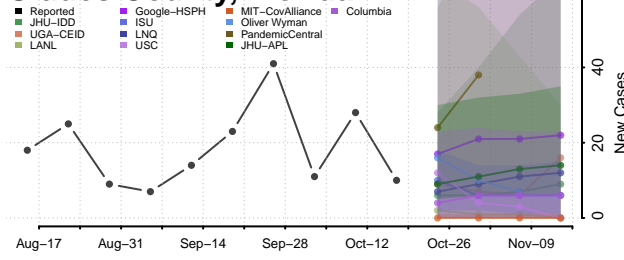 Reported Google−HSPH MIT−CovAlliance Columbia
JHU−IDD ISU Oliver Wyman
UGA−CEID LNQ PandemicCentral
LANL USC JHU−APL
40
20
0
New Cases
Aug−17 Aug−31 Sep−14 Sep−28 Oct−12 Oct−26 Nov−09